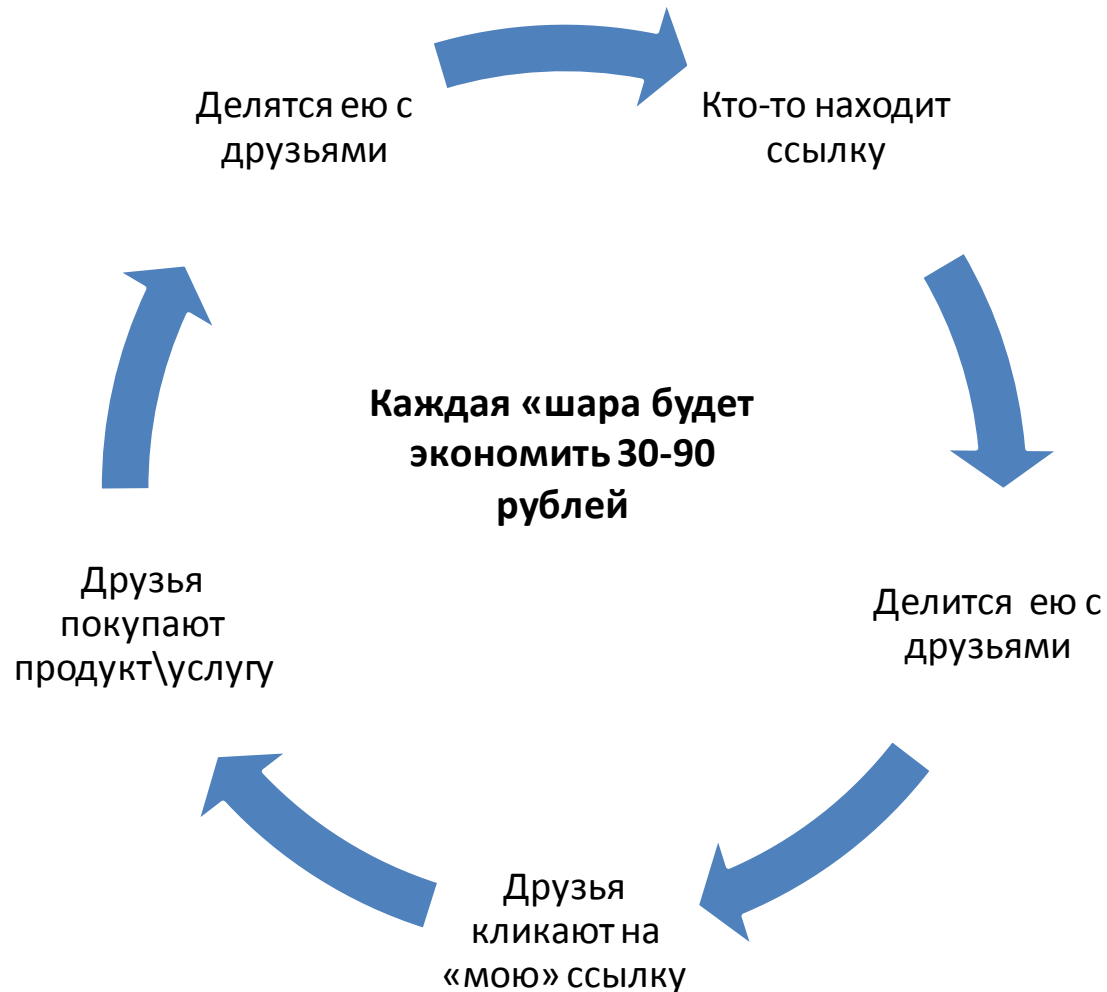 Делятся ею с
друзьями
Кто-то находит
ссылку
Каждая «шара будет
экономить 30-90
рублей
Друзья
покупают
продукт\услугу
Делится ею с
друзьями
Друзья
кликают на
«мою» ссылку